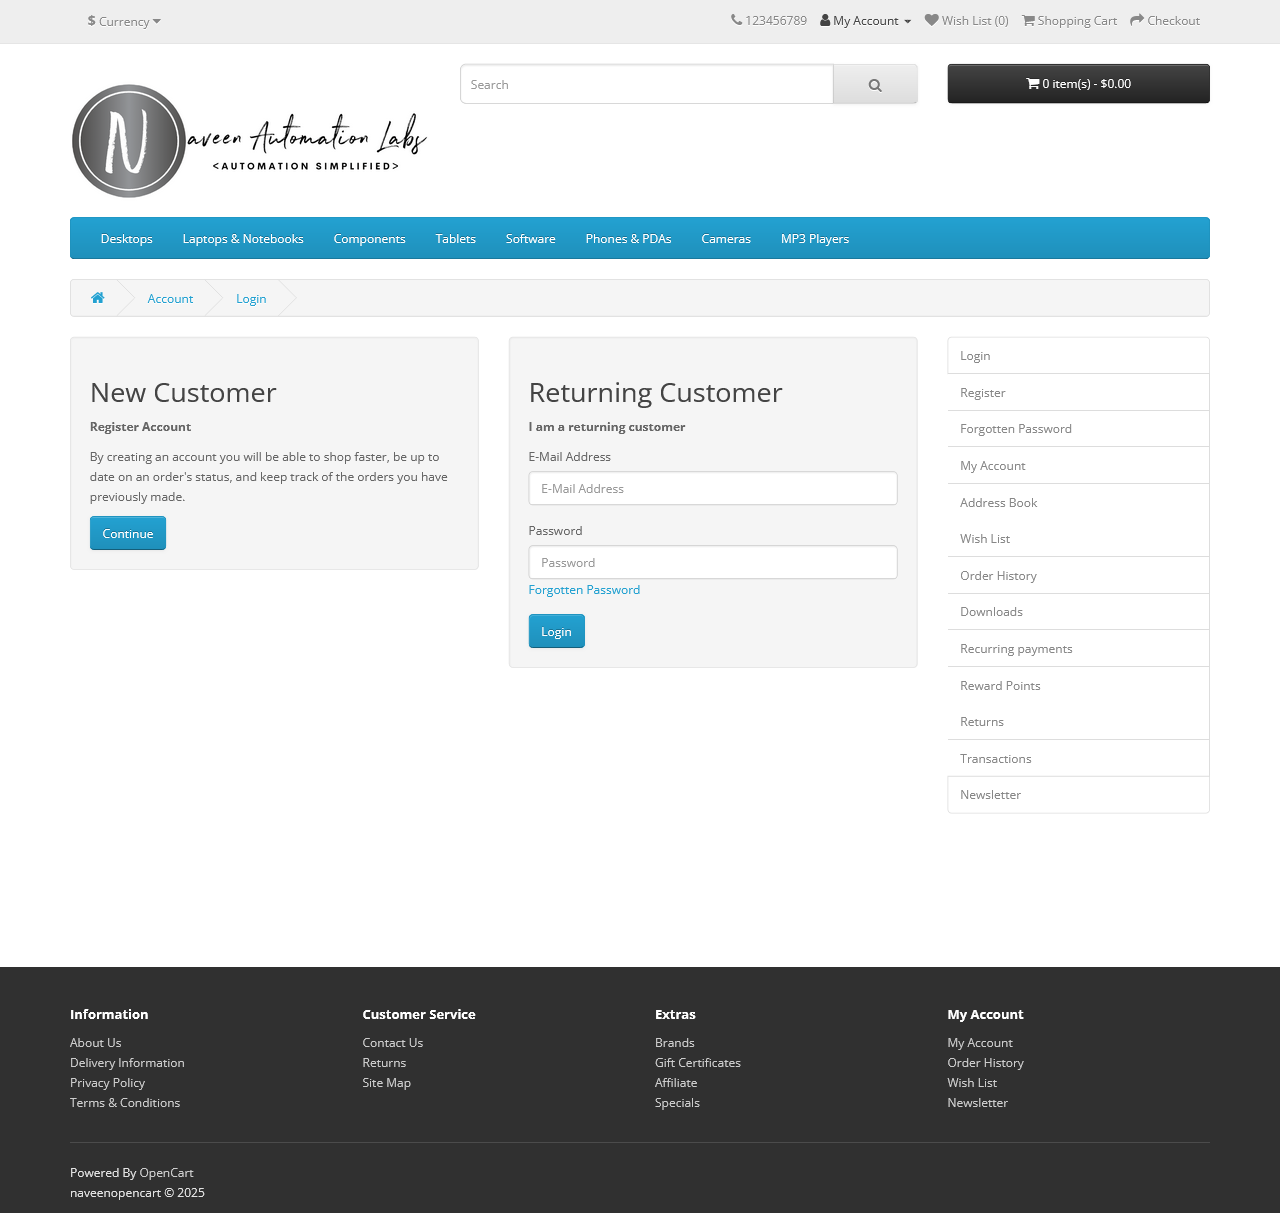 $ Currency
123456789 My Account Wish List (0) Shopping Cart Checkout
Search
0 item(s) - $0.00
N
aveen Automation Labs
<AUTOMATION SIMPLIFIED>
Desktops Laptops & Notebooks Components Tablets Software Phones & PDAs Cameras MP3 Players
Account Login
New Customer
Register Account
By creating an account you will be able to shop faster, be up to
date on an order's status, and keep track of the orders you have
previously made.
Continue
Returning Customer
I am a returning customer
E-Mail Address
E-Mail Address
Password
Password
Forgotten Password
Login
Login
Register
Forgotten Password
My Account
Address Book
Wish List
Order History
Downloads
Recurring payments
Reward Points
Returns
Transactions
Newsletter
Information
About Us
Delivery Information
Privacy Policy
Terms & Conditions
Customer Service
Contact Us
Returns
Site Map
Extras
Brands
Gift Certificates
Affiliate
Specials
My Account
My Account
Order History
Wish List
Newsletter
Powered By OpenCart
naveenopencart © 2025